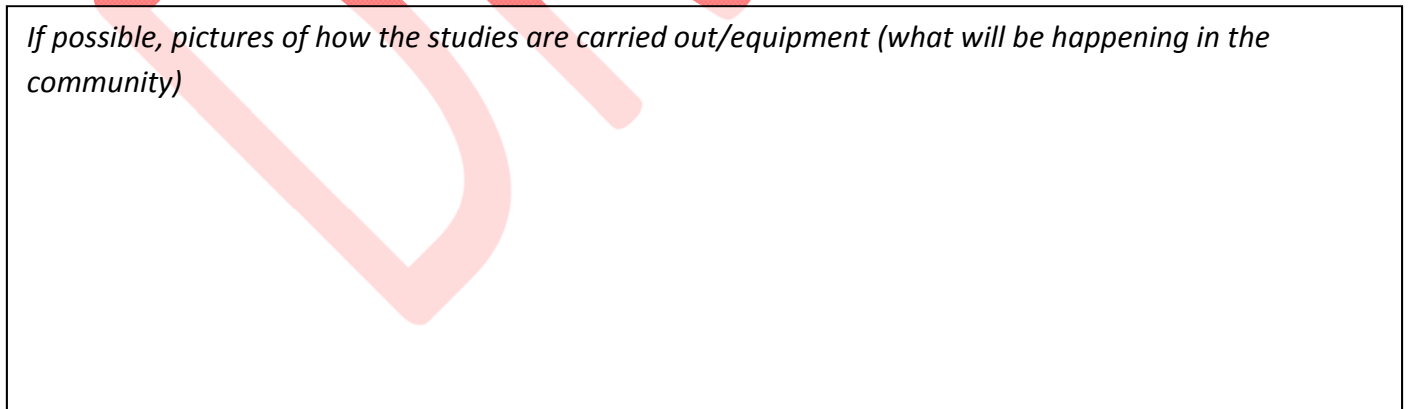 If possible, pictures of how the studies are carried out/equipment (what will be happening in the
community)